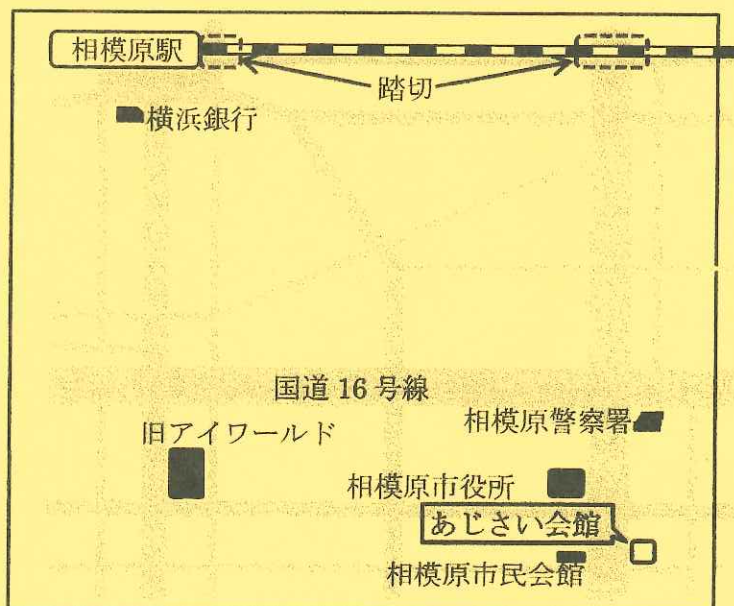 相模原駅
踏切
横浜銀行
国道 16 号線
旧アイワールド
相模原警察署
相模原市役所
あじさい会館
相模原市民会館